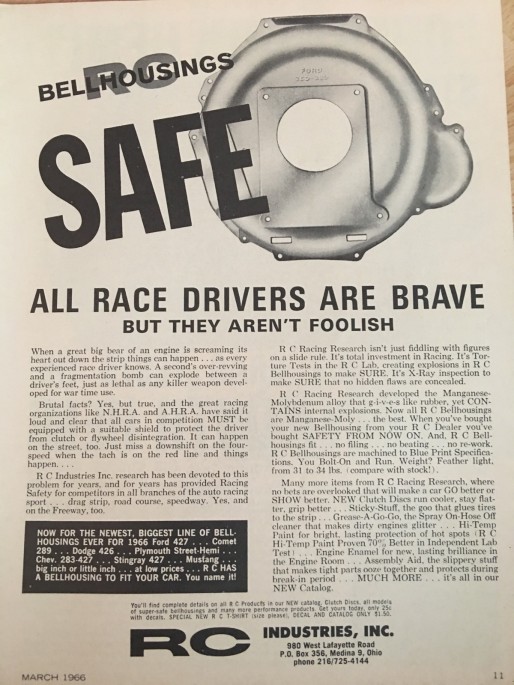 RC
BELLHOUSINGS
SAFE
FORD
ALL RACE DRIVERS ARE BRAVE
BUT THEY AREN'T FOOLISH
When a great big bear of an engine is screaming its
heart out down the strip things can happen . . . as every
experienced race driver knows. A second's over-revving
and a fragmentation bomb can explode between a
driver's feet, just as lethal as any killer weapon devel-
oped for war time use.
Brutal facts? Yes, but true, and the great racing
organizations like N.H.R.A. and A.H.R.A. have said it
loud and clear that all cars in competition MUST be
equipped with a suitable shield to protect the driver
from clutch or flywheel disintegration. It can happen
on the street, too. Just miss a downshift on the four-
speed when the tach is on the red line and things
happen. . . .
R C Industries Inc. research has been devoted to this
problem for years, and for years has provided Racing
Safety for competitors in all branches of the auto racing
sport . . . drag strip, road course, speedway. Yes, and
on the Freeway, too.
NOW FOR THE NEWEST, BIGGEST LINE OF BELL-
HOUSINGS EVER FOR 1966 Ford 427 . . . Comet
289 . . . Dodge 426 . . . Plymouth Street-Hemi . . .
Chev. 283-427 . . . Stingray 427 . . . Mustang . . .
big inch or little inch . . . at low prices . . . R C HAS
A BELLHOUSING TO FIT YOUR CAR. You name it!
R C Racing Research isn't just fiddling with figures
on a slide rule. It's total investment in Racing. It's Tor-
ture Tests in the R C Lab, creating explosions in R C
Bellhousings to make SURE. It's X-Ray inspection to
make SURE that no hidden flaws are concealed.
R C Racing Research developed the Manganese-
Molybdenum alloy that g-i-v-e-s like rubber, yet CON-
TAINS internal explosions. Now all R C Bellhousings
are Manganese-Moly . . . the best. When you've bought
your new Bellhousing from your R C Dealer you've
bought SAFETY FROM NOW ON. And, R C Bell-
housings fit . . . no filing . . . no beating . . . no re-work.
R C Bellhousings are machined to Blue Print Specifica-
tions. You Bolt-On and Run. Weight? Feather light,
from 31 to 34 lbs. (compare with stock!).
Many more items from R C Racing Research, where
no bets are overlooked that will make a car GO better or
SHOW better. NEW Clutch Discs run cooler, stay flat-
ter, grip better . . . Sticky-Stuff, the goo that glues tires
to the strip . . . Grease-A-Go-Go, the Spray On-Hose Off
cleaner that makes dirty engines glitter . . . Hi-Temp
Paint for bright, lasting protection of hot spots (R C
Hi-Temp Paint Proven 70% Better in Independent Lab
Test) . . . Engine Enamel for new, lasting brilliance in
the Engine Room . . . Assembly Aid, the slippery stuff
that makes tight parts ooze together and protects during
break-in period . . . MUCH MORE . . . it's all in our
NEW Catalog.
You'll find complete details on all R C Products in our NEW catalog. Clutch Discs, all models
of super-safe bellhousings and many more performance products. Get yours today, only 25c
with decals. SPECIAL NEW R C T-SHIRT (size please), DECAL AND CATALOG ONLY $1.50.
RC INDUSTRIES, INC.
980 West Lafayette Road
P.O. Box 356, Medina 9, Ohio
phone 216/725-4144
MARCH 1966
11